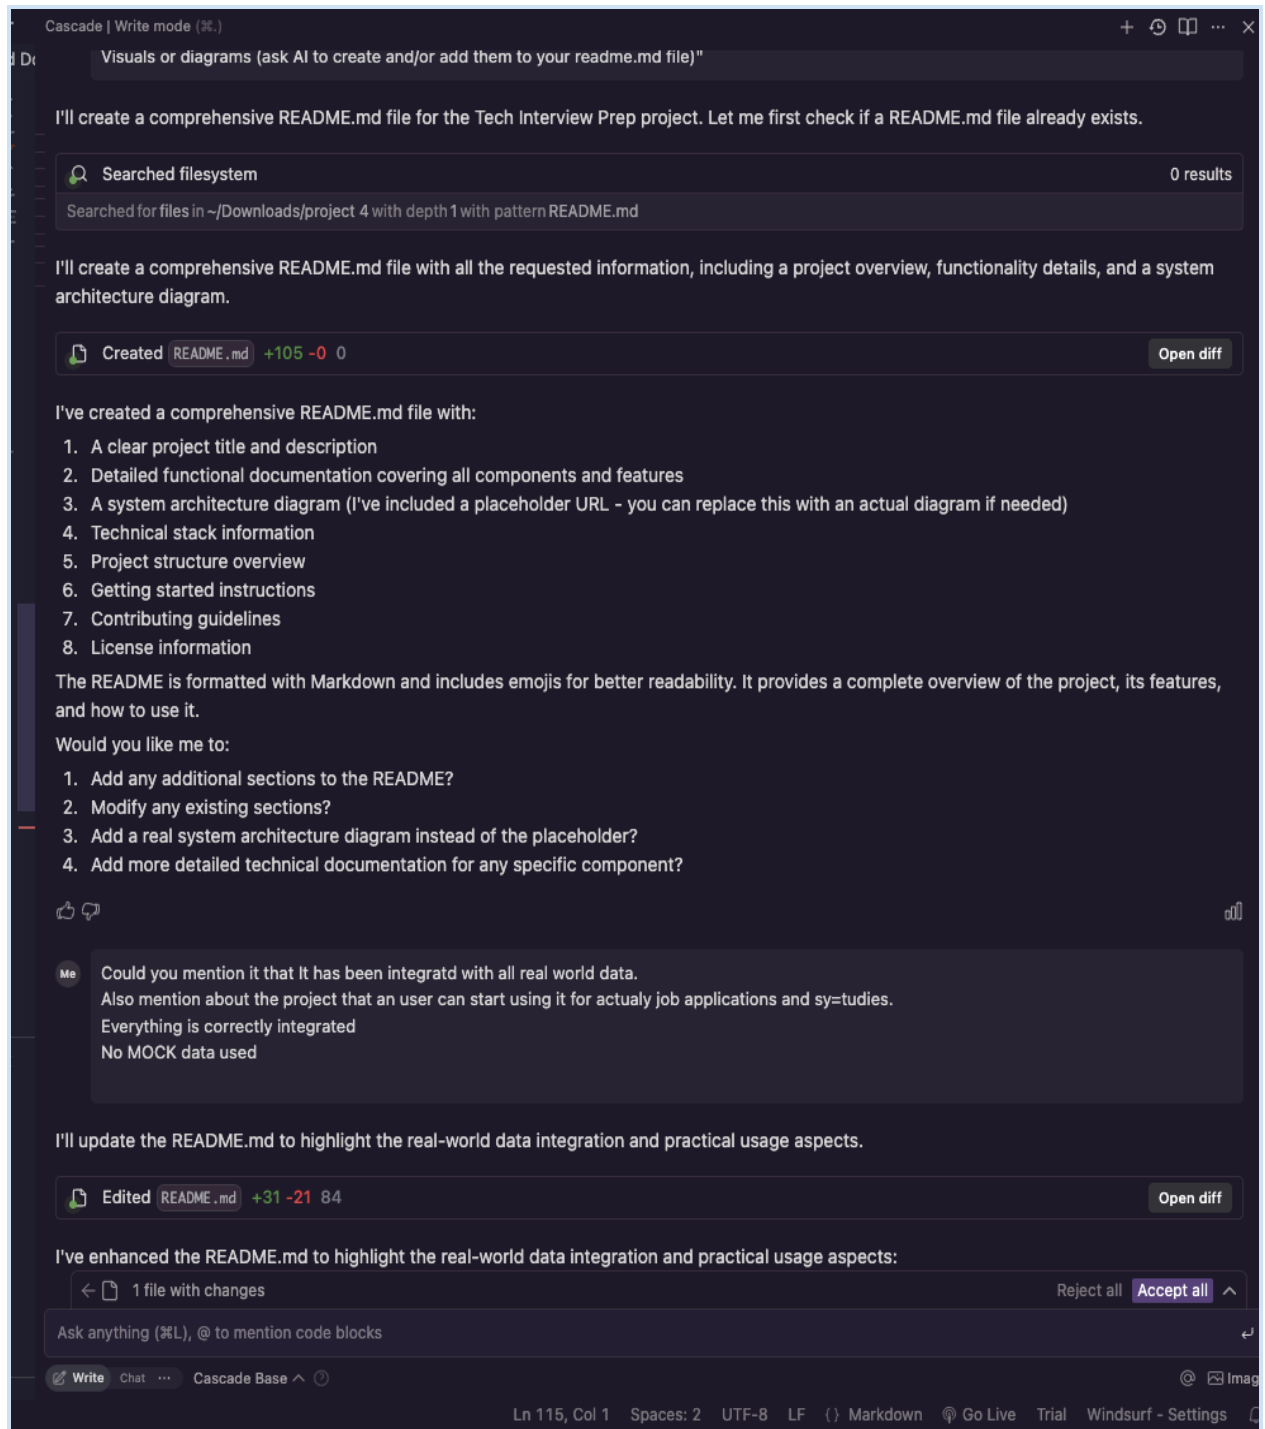 Cascade | Write mode (⌘.)
Visuals or diagrams (ask AI to create and/or add them to your readme.md file)"
I'll create a comprehensive README.md file for the Tech Interview Prep project. Let me first check if a README.md file already exists.
Searched filesystem 0 results
Searched for files in ~/Downloads/project 4 with depth 1 with pattern README.md
I'll create a comprehensive README.md file with all the requested information, including a project overview, functionality details, and a system
architecture diagram.
Created README.md +105 -0 0 Open diff
I've created a comprehensive README.md file with:
1. A clear project title and description
2. Detailed functional documentation covering all components and features
3. A system architecture diagram (I've included a placeholder URL - you can replace this with an actual diagram if needed)
4. Technical stack information
5. Project structure overview
6. Getting started instructions
7. Contributing guidelines
8. License information
The README is formatted with Markdown and includes emojis for better readability. It provides a complete overview of the project, its features,
and how to use it.
Would you like me to:
1. Add any additional sections to the README?
2. Modify any existing sections?
3. Add a real system architecture diagram instead of the placeholder?
4. Add more detailed technical documentation for any specific component?
Me Could you mention it that It has been integratd with all real world data.
Also mention about the project that an user can start using it for actualy job applications and sy=tudies.
Everything is correctly integrated
No MOCK data used
I'll update the README.md to highlight the real-world data integration and practical usage aspects.
Edited README.md +31 -21 84 Open diff
I've enhanced the README.md to highlight the real-world data integration and practical usage aspects:
1 file with changes Reject all Accept all
Ask anything (⌘L), @ to mention code blocks
Write Chat ··· Cascade Base @ Imag
Ln 115, Col 1 Spaces: 2 UTF-8 LF {} Markdown Go Live Trial Windsurf - Settings